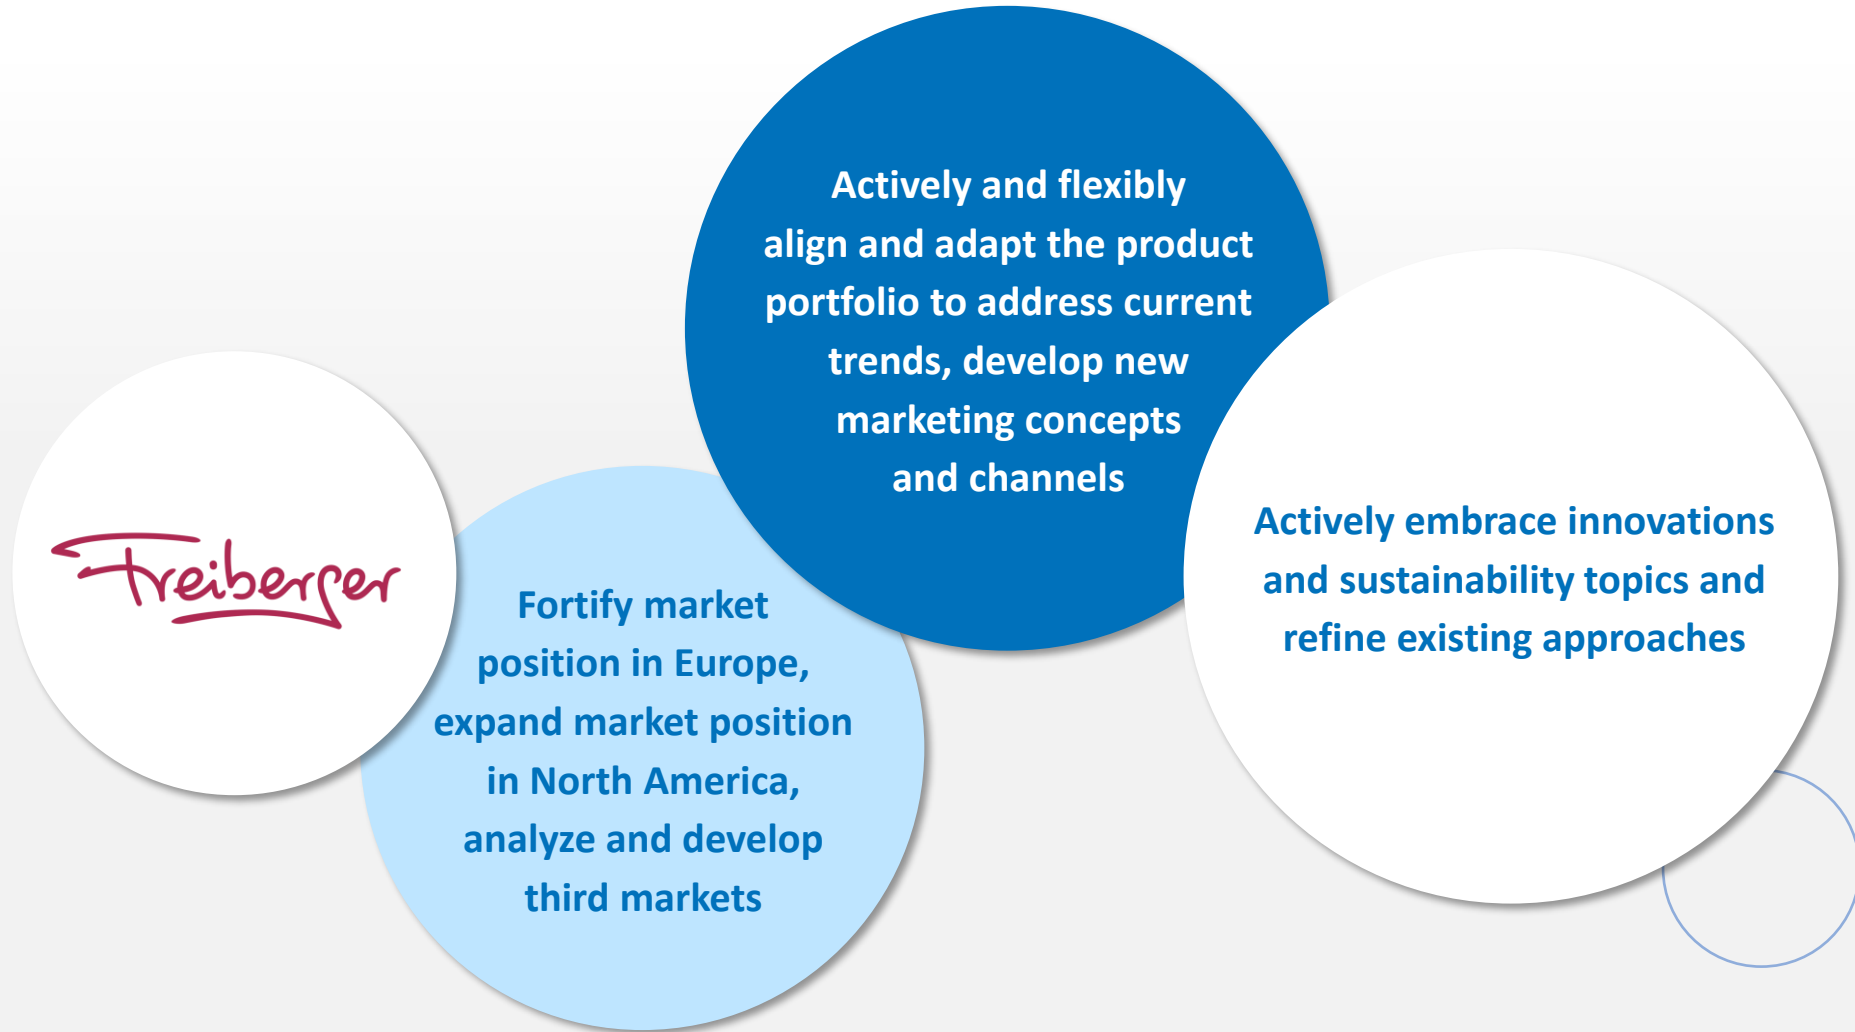 Freiberger
Fortify market
position in Europe,
expand market position
in North America,
analyze and develop
third markets
Actively and flexibly
align and adapt the product
portfolio to address current
trends, develop new
marketing concepts
and channels
Actively embrace innovations
and sustainability topics and
refine existing approaches